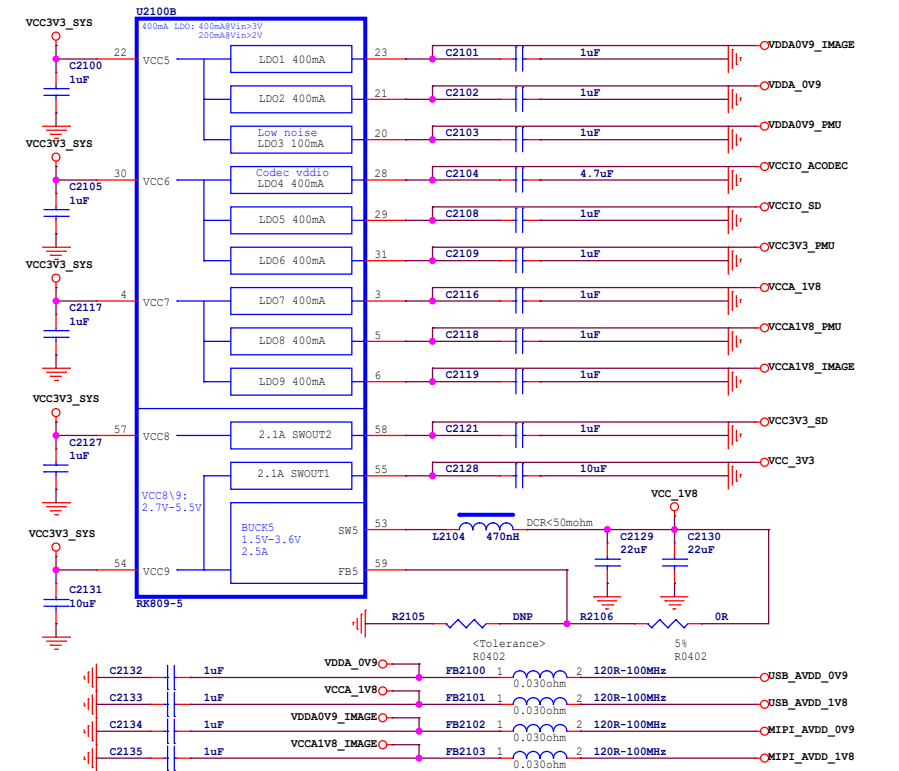 U2100B
VCC3V3_SYS
400mA LDO: 400mA@Vin>3V
200mA@Vin>2V
22
VCC5
C2100
1uF
LDO1 400mA
23
C2101
1uF
VDDA0V9_IMAGE
LDO2 400mA
21
C2102
1uF
VDDA_0V9
Low noise
LDO3 100mA
20
C2103
1uF
VDDA0V9_PMU
VCC3V3_SYS
30
VCC6
C2105
1uF
Codec vddio
LDO4 400mA
28
C2104
4.7uF
VCCIO_ACODEC
LDO5 400mA
29
C2108
1uF
VCCIO_SD
LDO6 400mA
31
C2109
1uF
VCC3V3_PMU
VCC3V3_SYS
4
VCC7
C2117
1uF
LDO7 400mA
3
C2116
1uF
VCCA_1V8
LDO8 400mA
5
C2118
1uF
VCCA1V8_PMU
LDO9 400mA
6
C2119
1uF
VCCA1V8_IMAGE
VCC3V3_SYS
57
VCC8
C2127
1uF
2.1A SWOUT2
58
C2121
1uF
VCC3V3_SD
2.1A SWOUT1
55
C2128
10uF
VCC_3V3
VCC8\9:
2.7V-5.5V
BUCK5
1.5V-3.6V
2.5A
SW5
53
L2104
470nH
DCR<50mohm
VCC_1V8
C2129
22uF
C2130
22uF
VCC3V3_SYS
54
VCC9
C2131
10uF
FB5
59
RK809-5
R2105
DNP
R2106
0R
<Tolerance>
R0402
5%
R0402
C2132
1uF
VDDA_0V9
FB2100
1
0.030ohm
2
120R-100MHz
USB_AVDD_0V9
C2133
1uF
VCCA_1V8
FB2101
1
0.030ohm
2
120R-100MHz
USB_AVDD_1V8
C2134
1uF
VDDA0V9_IMAGE
FB2102
1
0.030ohm
2
120R-100MHz
MIPI_AVDD_0V9
C2135
1uF
VCCA1V8_IMAGE
FB2103
1
0.030ohm
2
120R-100MHz
MIPI_AVDD_1V8